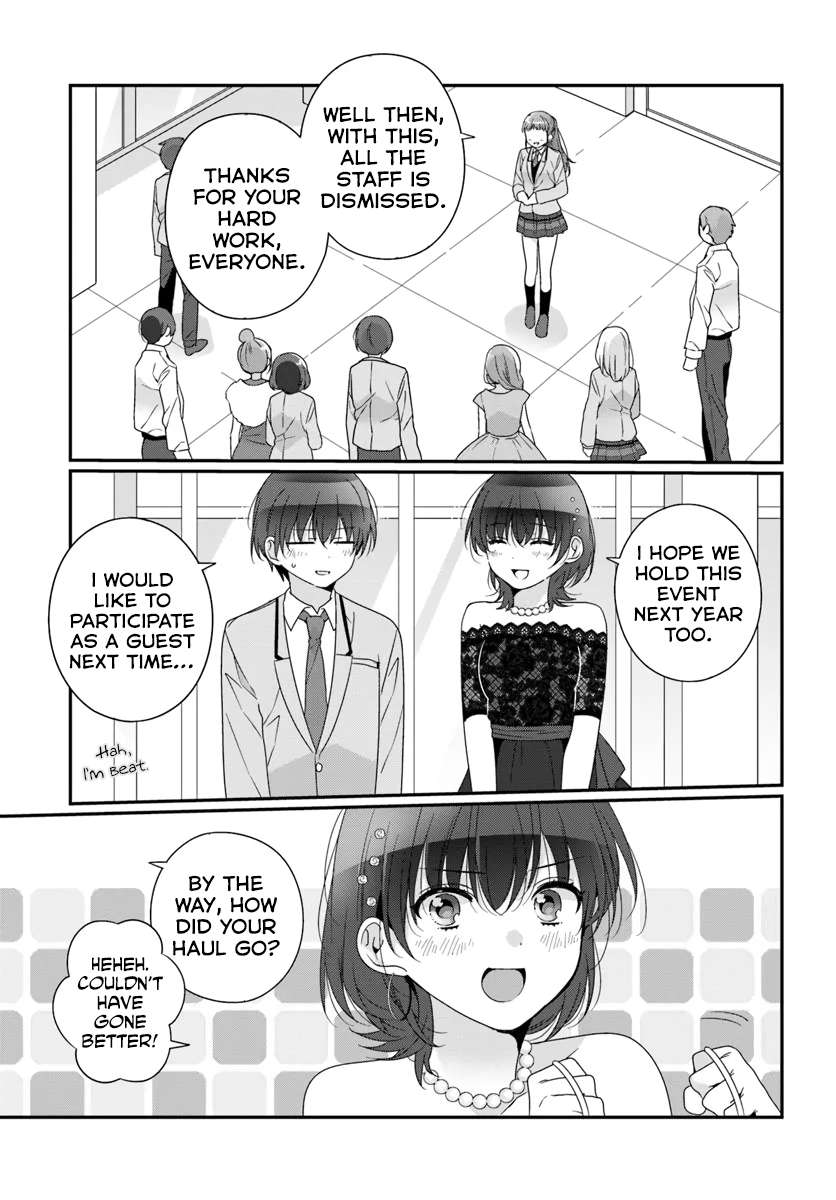 WELL THEN,
WITH THIS,
ALL THE
STAFF IS
DISMISSED.
THANKS
FOR YOUR
HARD
WORK,
EVERYONE.
I HOPE WE
HOLD THIS
EVENT
NEXT YEAR
TOO.
I WOULD
LIKE TO
PARTICIPATE
AS A GUEST
NEXT TIME...
Hah,
I'm Beat.
BY THE
WAY, HOW
DID YOUR
HAUL GO?
HEHEH.
COULDN'T
HAVE
GONE
BETTER!